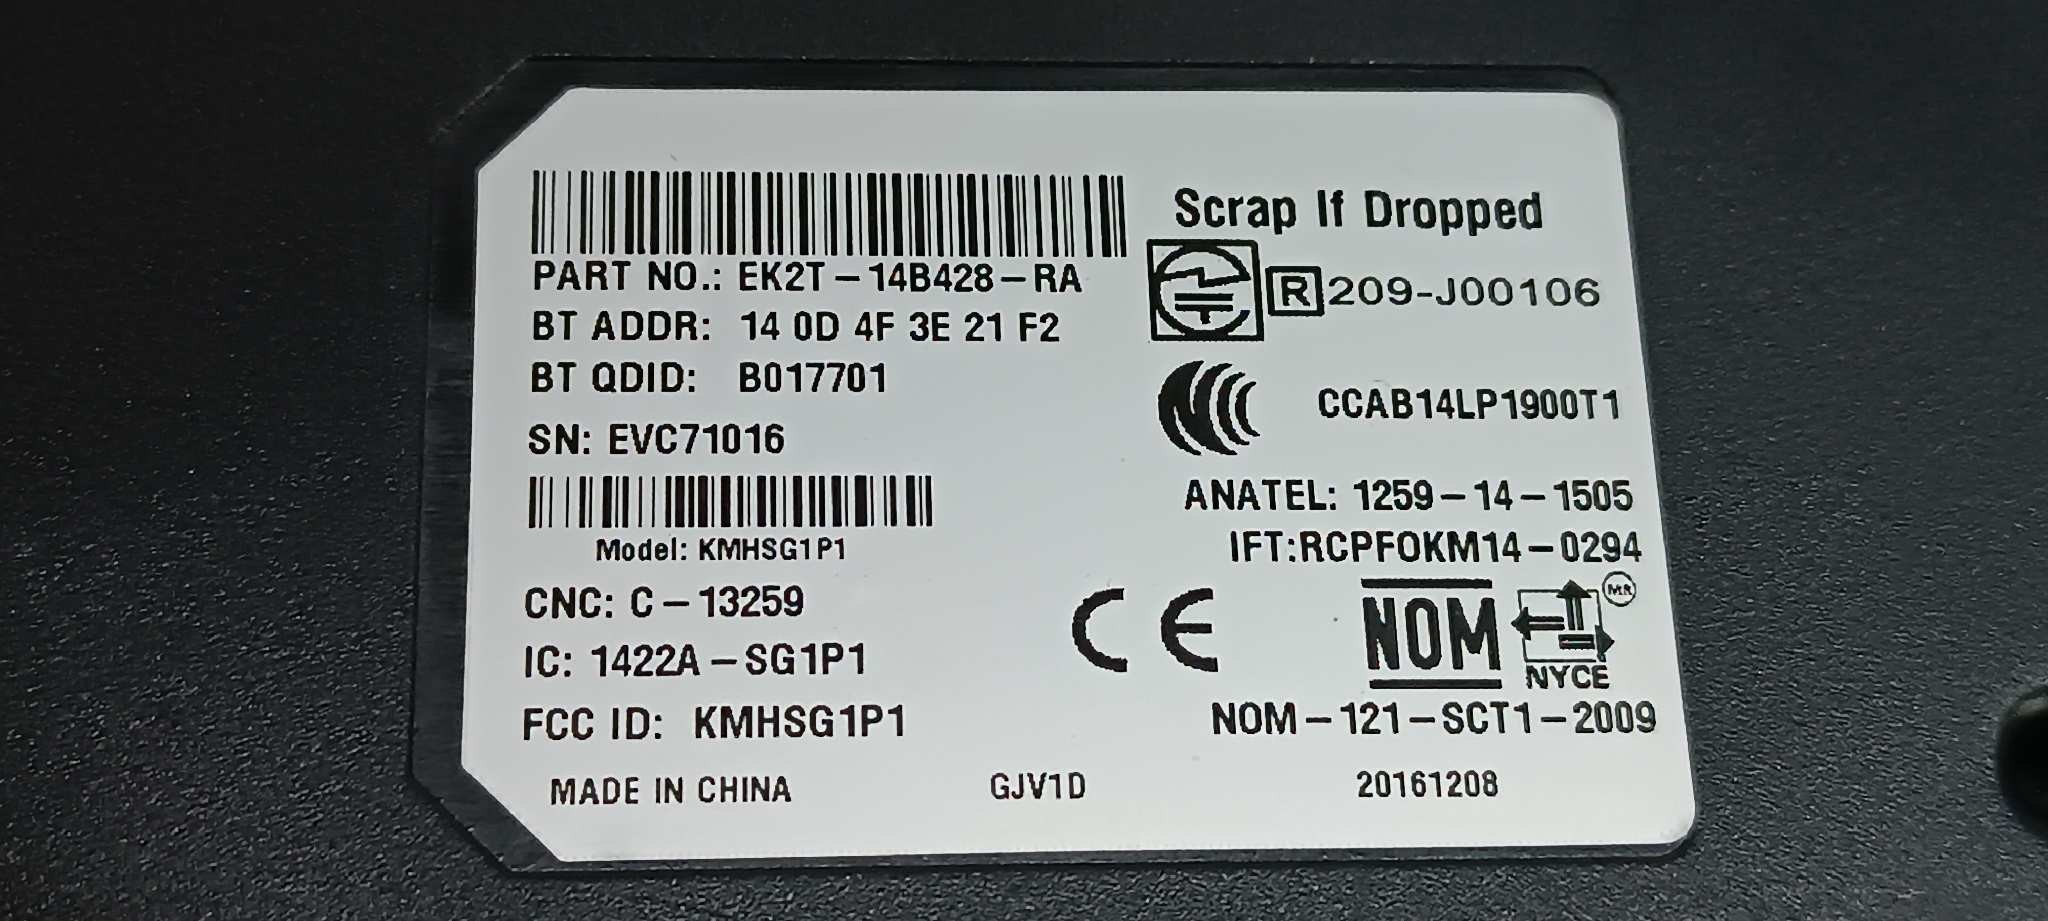 Scrap If Dropped
PART NO.: EK2T-14B428-RA
R 209-J00106
BT ADDR: 14 0D 4F 3E 21 F2
BT QDID: B017701
CCAB14LP1900T1
SN: EVC71016
ANATEL: 1259-14-1505
Model: KMHSG1P1
IFT:RCPFOKM14-0294
CNC: C-13259
CE
NOM
MR
NYCE
IC: 1422A-SG1P1
FCC ID: KMHSG1P1
NOM-121-SCT1-2009
MADE IN CHINA
GJV1D
20161208